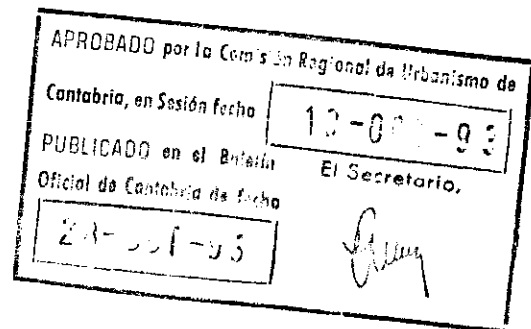 APROBADO por la Comisión Regional de Urbanismo de
Cantabria, en Sesión fecha
PUBLICADO en el Boletín
El Secretario,
Oficial de Cantabria de fecha